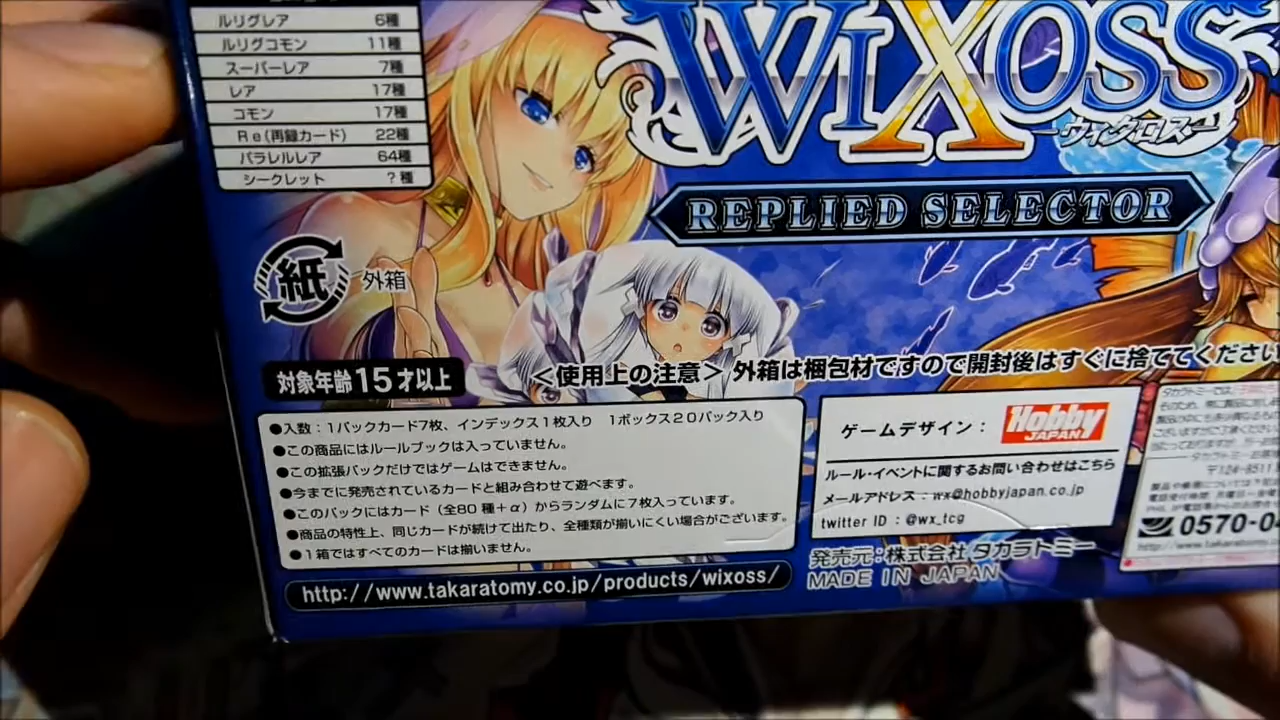 ルリグレア 6種
ルリグコモン 11種
スーパーレア 7種
レア 17種
コモン 17種
Re(再録カード) 22種
パラレルレア 64種
シークレット ?種
WIXOSS
ウィクロス
REPLIED SELECTOR
紙 外箱
対象年齢15才以上
<使用上の注意> 外箱は梱包材ですので開封後はすぐに捨ててください
●入数:1パックカード7枚、インデックス1枚入り 1ボックス20パック入り
●この商品にはルールブックは入っていません。
●この拡張パックだけではゲームはできません。
●今までに発売されているカードと組み合わせて遊べます。
●このパックにはカード(全80種+α)からランダムに7枚入っています。
●商品の特性上、同じカードが続けて出たり、全種類が揃いにくい場合がございます。
●1箱ではすべてのカードは揃いません。
http://www.takaratomy.co.jp/products/wixoss/
ゲームデザイン: Hobby JAPAN
ルール・イベントに関するお問い合わせはこちら
メールアドレス:wx@hobbyjapan.co.jp
twitter ID:@wx_tcg
発売元:株式会社 タカラトミー
MADE IN JAPAN
0570-0
http://www.takaratom